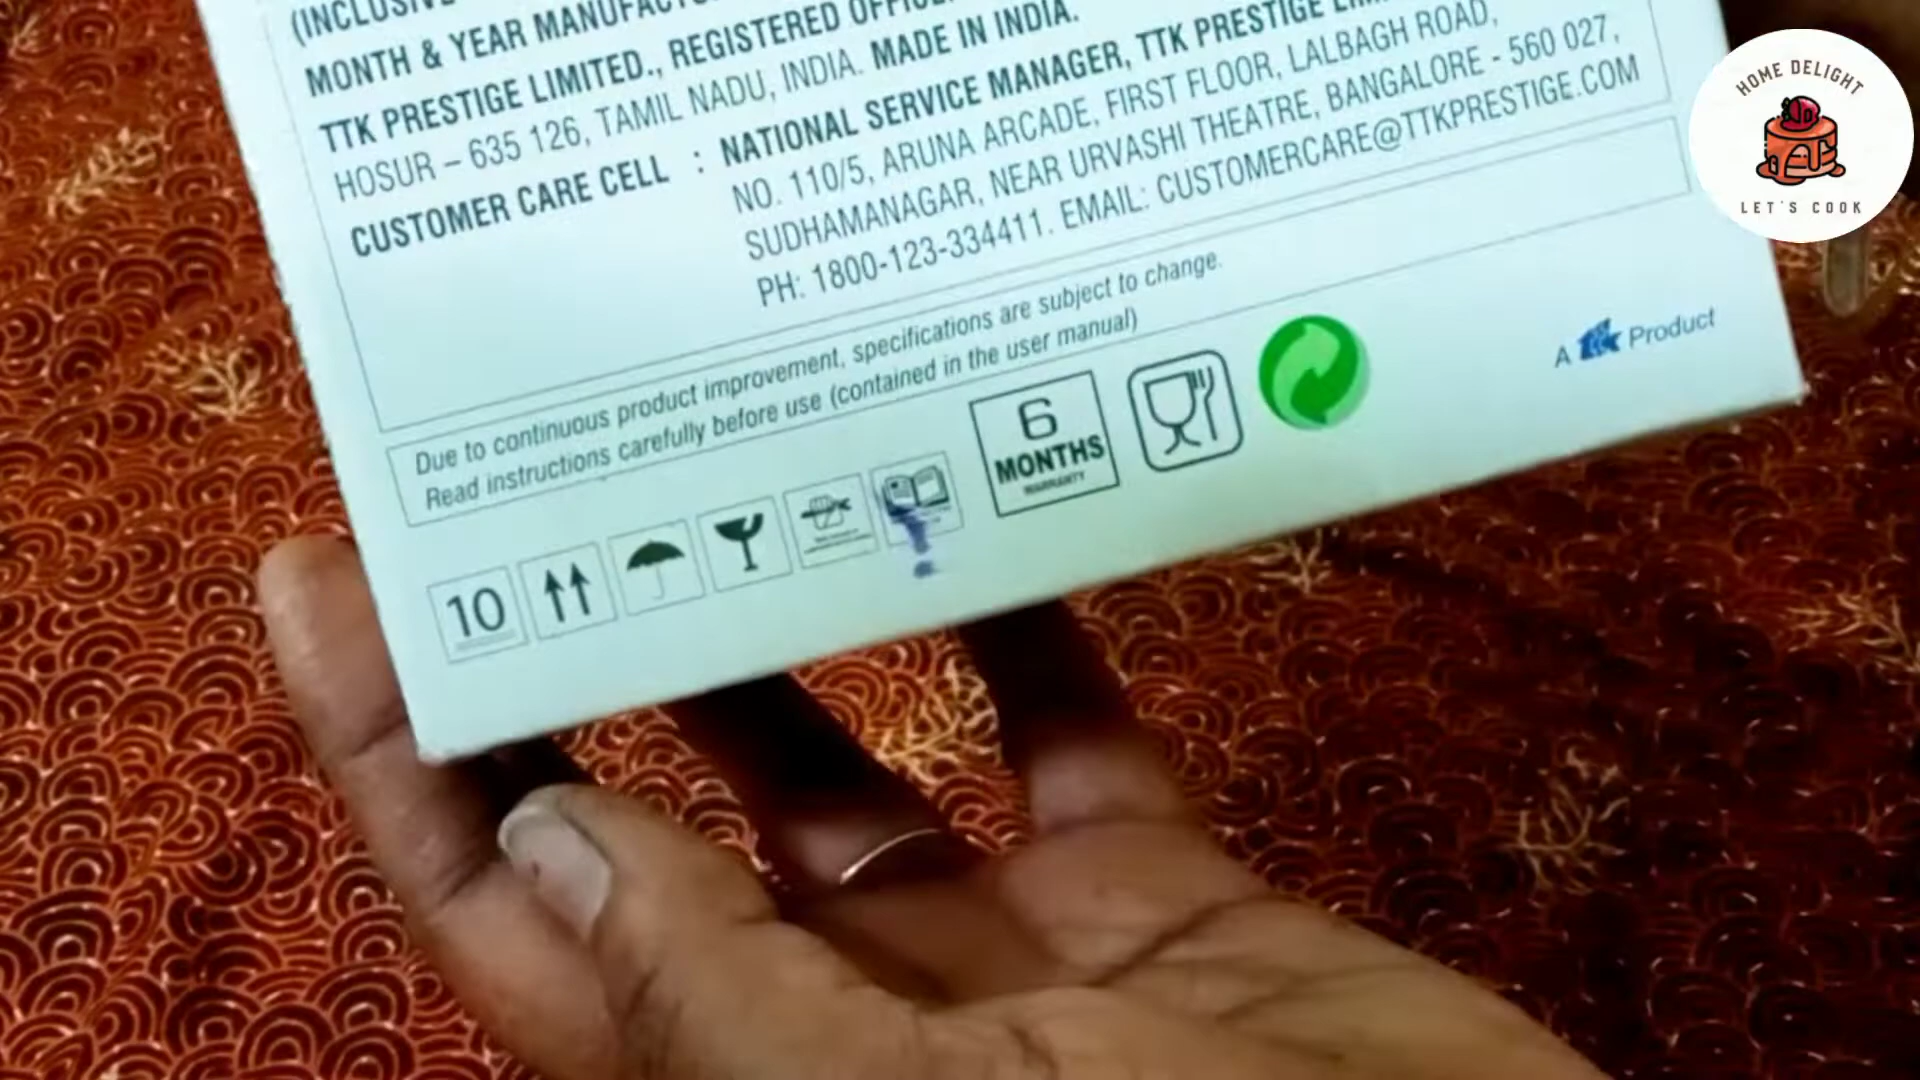 (INCLUSIVE
MONTH & YEAR MANUFACT
TTK PRESTIGE LIMITED., REGISTERED OFFICE
HOSUR – 635 126, TAMIL NADU, INDIA. MADE IN INDIA.
CUSTOMER CARE CELL : NATIONAL SERVICE MANAGER, TTK PRESTIGE LIM
NO. 110/5, ARUNA ARCADE, FIRST FLOOR, LALBAGH ROAD,
SUDHAMANAGAR, NEAR URVASHI THEATRE, BANGALORE - 560 027,
PH: 1800-123-334411. EMAIL: CUSTOMERCARE@TTKPRESTIGE.COM
Due to continuous product improvement, specifications are subject to change.
Read instructions carefully before use (contained in the user manual)
10
6
MONTHS
WARRANTY
A ttk Product
HOME DELIGHT
LET'S COOK